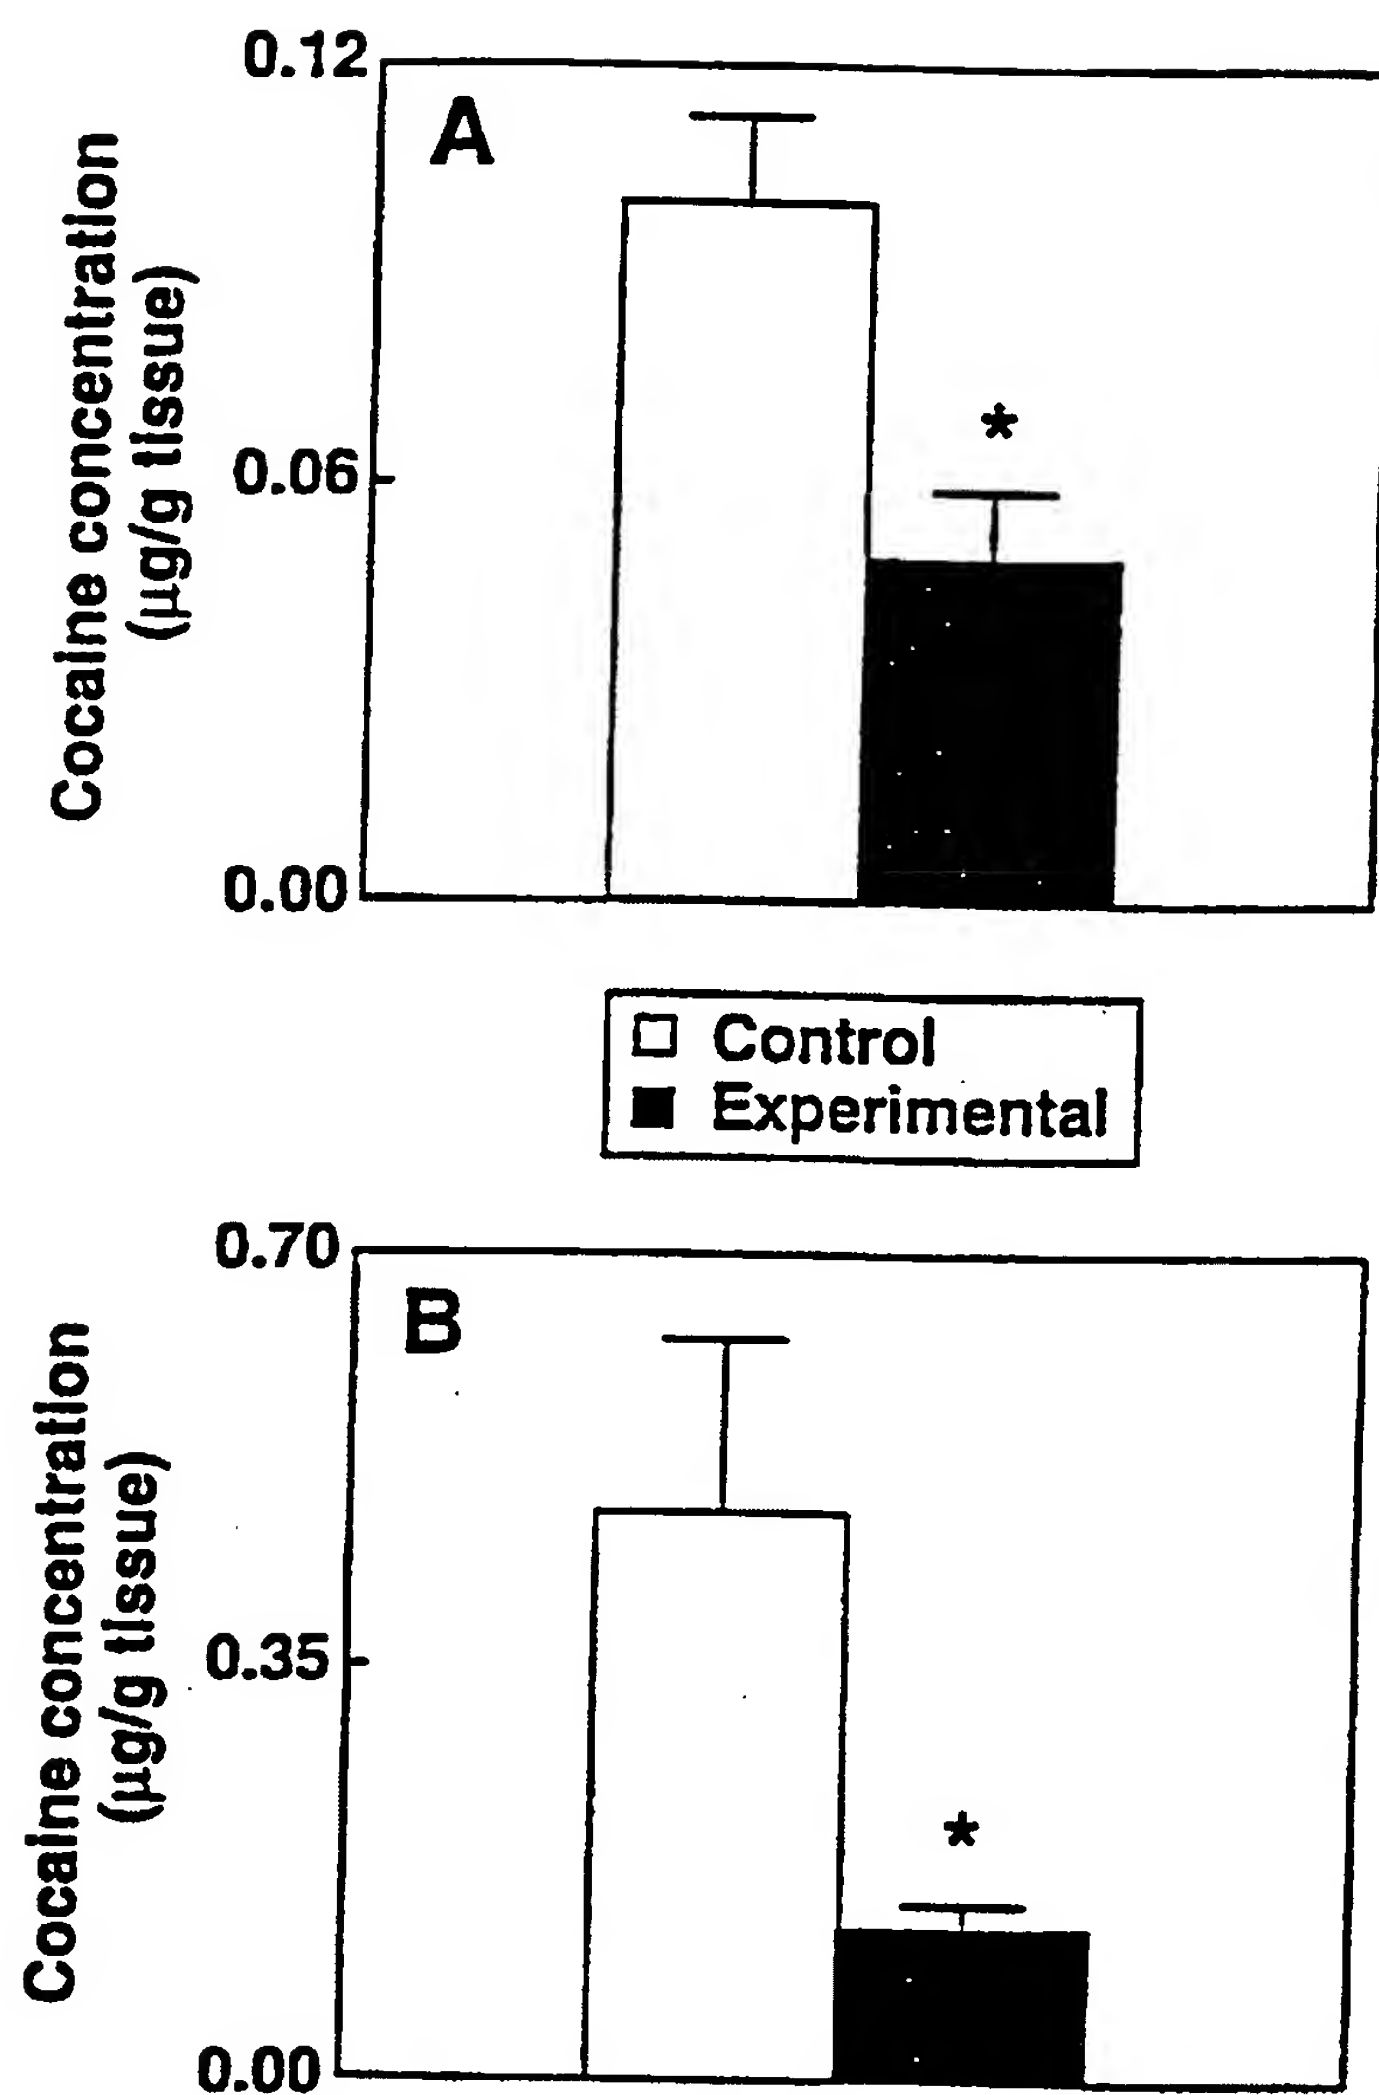 0.12
A
Cocaine concentration
(µg/g tissue)
*
0.06
0.00
Control
Experimental
0.70
B
Cocaine concentration
(µg/g tissue)
0.35
*
0.00